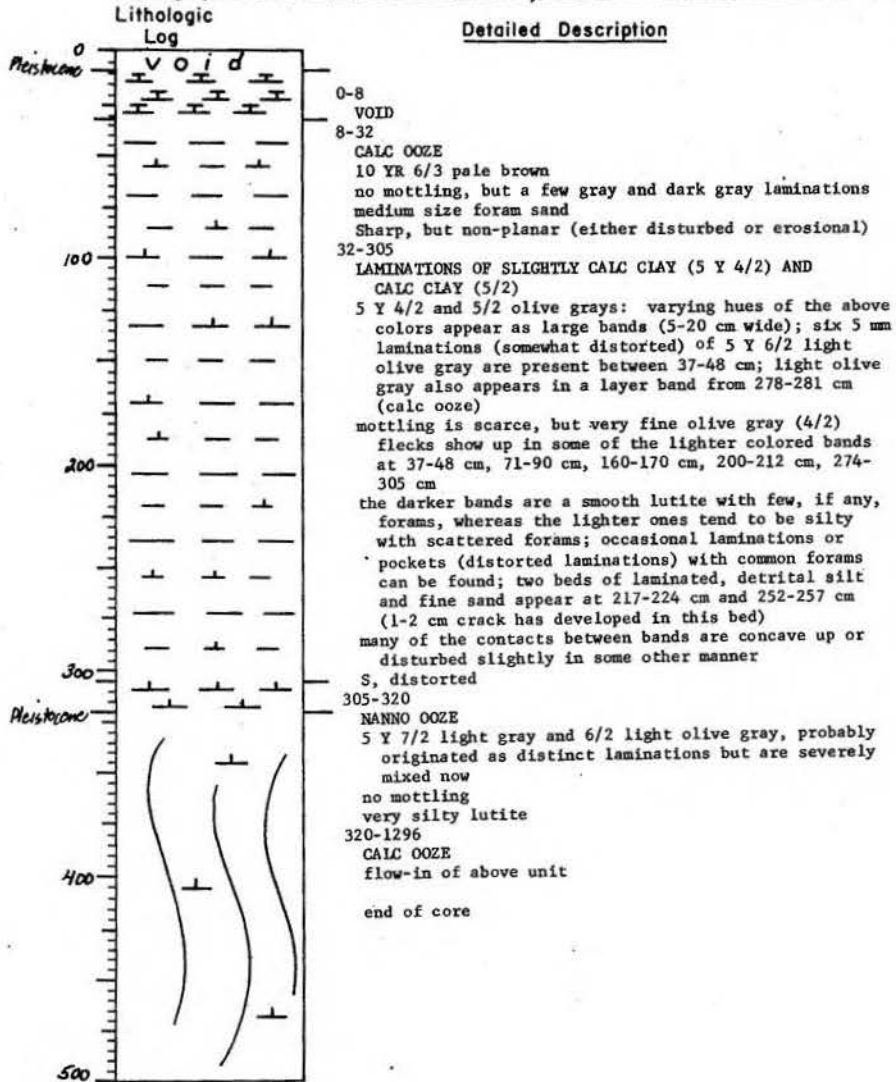 Lithologic
Log
Detailed Description
0
Pleistocene
void
0-8
VOID
8-32
CALC OOZE
10 YR 6/3 pale brown
no mottling, but a few gray and dark gray laminations
medium size foram sand
Sharp, but non-planar (either disturbed or erosional)
100
32-305
LAMINATIONS OF SLIGHTLY CALC CLAY (5 Y 4/2) AND
CALC CLAY (5/2)
5 Y 4/2 and 5/2 olive grays: varying hues of the above
colors appear as large bands (5-20 cm wide); six 5 mm
laminations (somewhat distorted) of 5 Y 6/2 light
olive gray are present between 37-48 cm; light olive
gray also appears in a layer band from 278-281 cm
(calc ooze)
mottling is scarce, but very fine olive gray (4/2)
flecks show up in some of the lighter colored bands
200
at 37-48 cm, 71-90 cm, 160-170 cm, 200-212 cm, 274-
305 cm
the darker bands are a smooth lutite with few, if any,
forams, whereas the lighter ones tend to be silty
with scattered forams; occasional laminations or
pockets (distorted laminations) with common forams
can be found; two beds of laminated, detrital silt
and fine sand appear at 217-224 cm and 252-257 cm
(1-2 cm crack has developed in this bed)
many of the contacts between bands are concave up or
disturbed slightly in some other manner
300
S, distorted
305-320
Pleistocene
NANNO OOZE
5 Y 7/2 light gray and 6/2 light olive gray, probably
originated as distinct laminations but are severely
mixed now
no mottling
very silty lutite
320-1296
CALC OOZE
400
flow-in of above unit
end of core
500